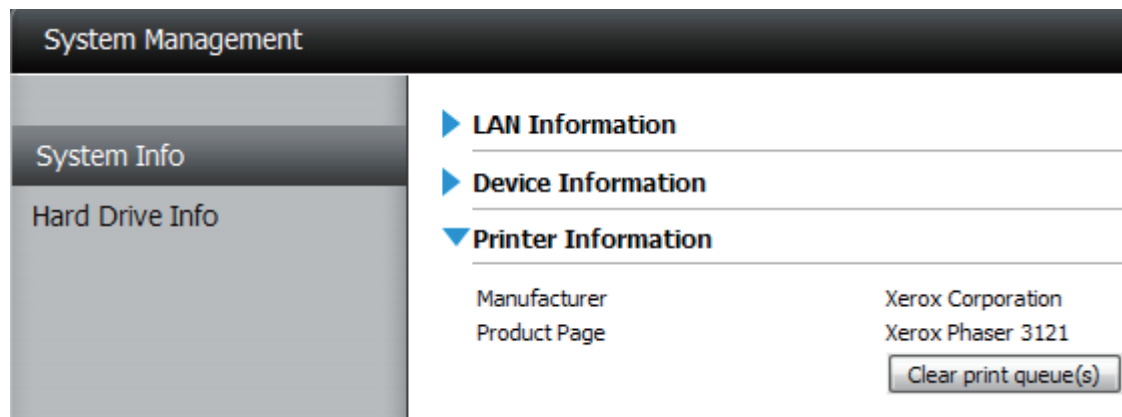 System Management
System Info
Hard Drive Info
LAN Information
Device Information
Printer Information
Manufacturer Xerox Corporation
Product Page Xerox Phaser 3121
Clear print queue(s)